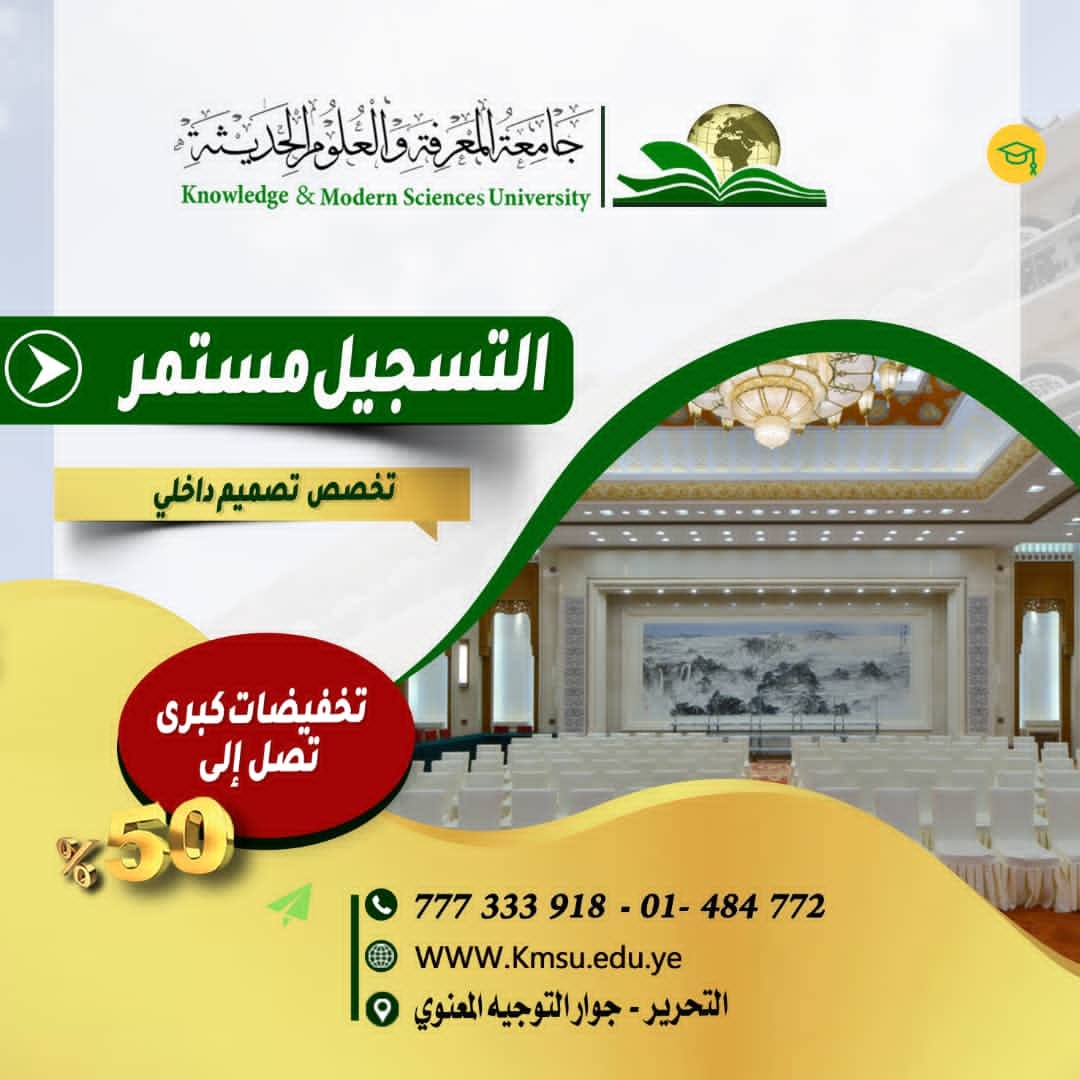 جامعة المعرفة والعلوم الحديثة
Knowledge & Modern Sciences University
التسجيل مستمر
تخصص تصميم داخلي
تخفيضات كبرى
تصل إلى
%50
777 333 918 - 01- 484 772
WWW.Kmsu.edu.ye
التحرير - جوار التوجيه المعنوي